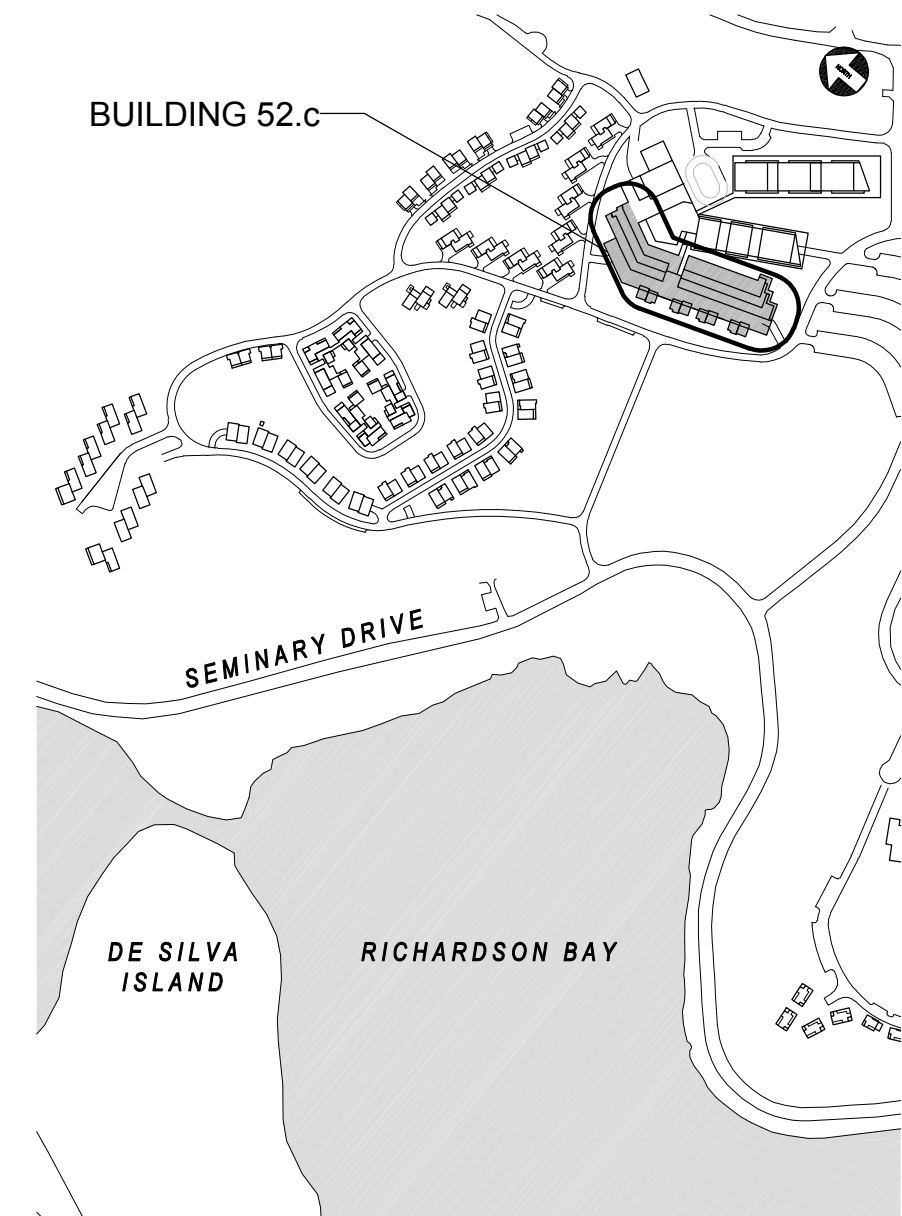 NORTH
BUILDING 52.c
SEMINARY DRIVE
DE SILVA
ISLAND
RICHARDSON BAY